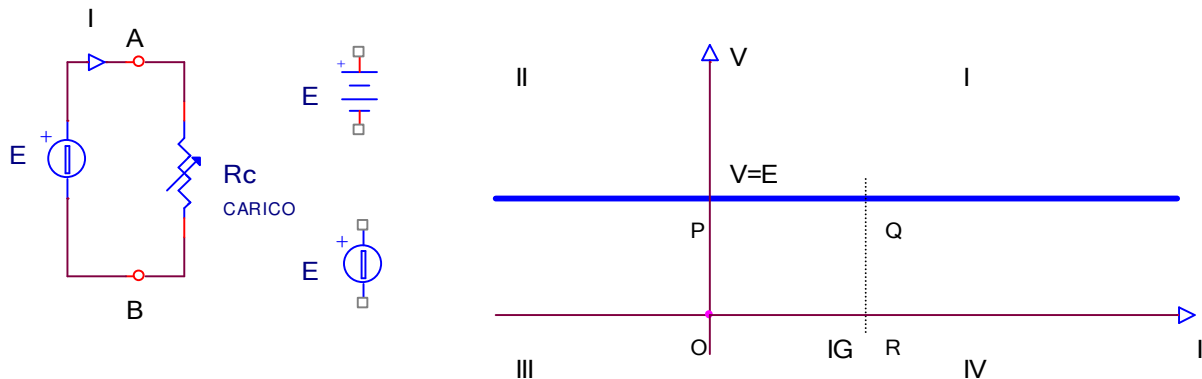 I
A
+
E
Rc
CARICO
B
+
E
+
E
II
V
I
V=E
P
Q
O
IG
R
I
III
IV